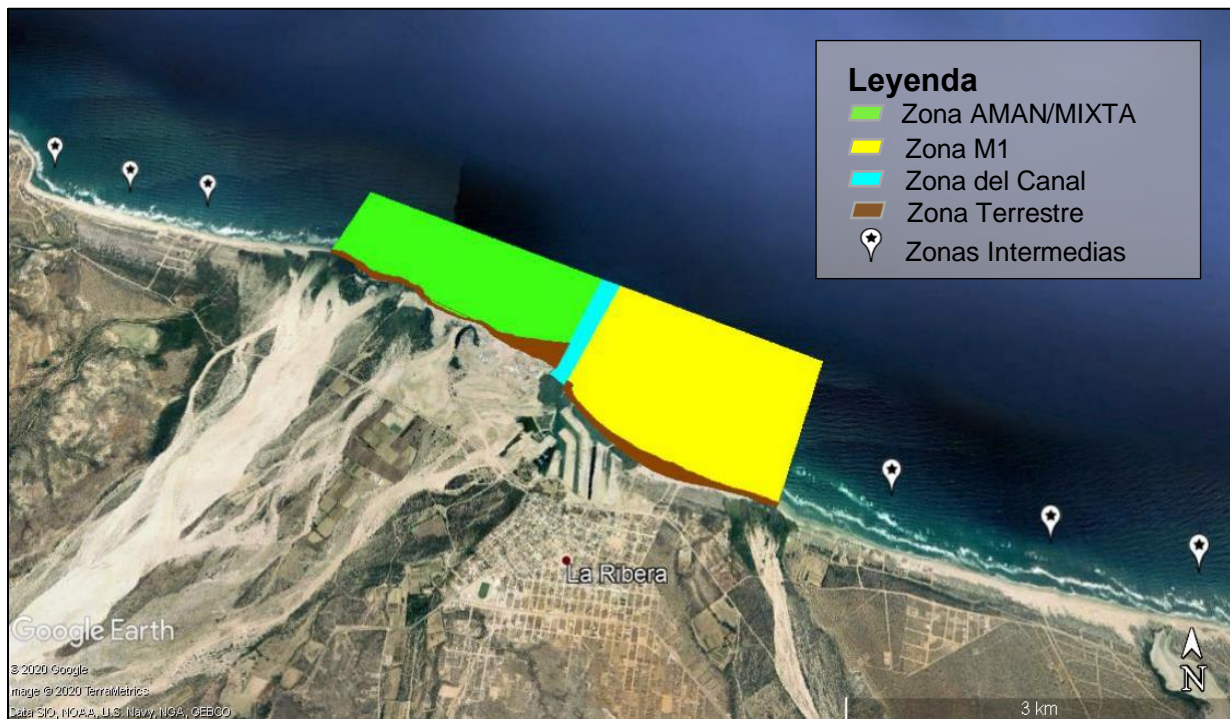 Leyenda
Zona AMAN/MIXTA
Zona M1
Zona del Canal
Zona Terrestre
Zonas Intermedias
La Ribera
Google Earth
© 2020 Google
Image © 2020 TerraMetrics
Data SIO, NOAA, U.S. Navy, NGA, GEBCO
N
3 km